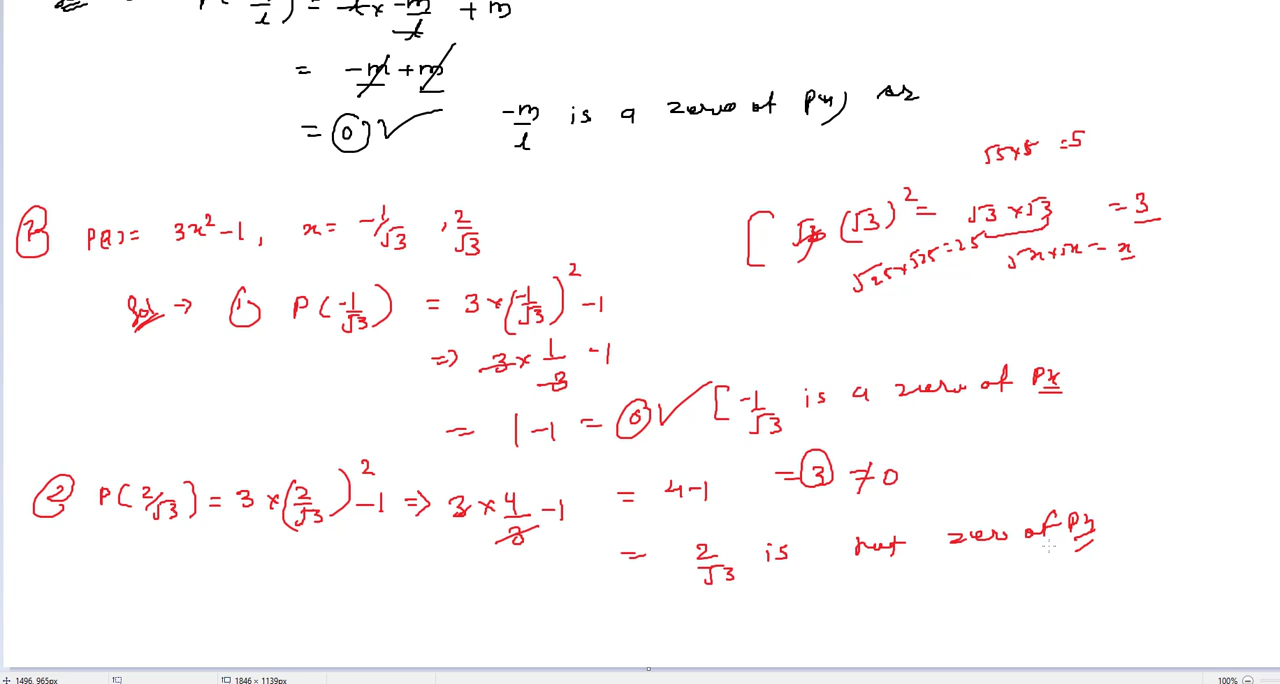 P(m/l) = l × -m/l + m
= -m + m
= 0 ✓ -m/l is a zero of p(x)
√5×5 =5
2) P(x) = 3x²-1, x = -1/√3 , 2/√3
[ (√3)² = √3 × √3 = 3
√25×√25=25 √x×√x = x
Sol → 1) P(-1/√3) = 3 × (-1/√3)² -1
=> 3 × 1/3 -1
= 1-1 = 0 ✓ [ -1/√3 is a zero of Px
2) P(2/√3) = 3 × (2/√3)² -1 => 3 × 4/3 -1 = 4-1 = 3 ≠ 0
= 2/√3 is not zero of Px
1496, 965px 1846 × 1139px 100%